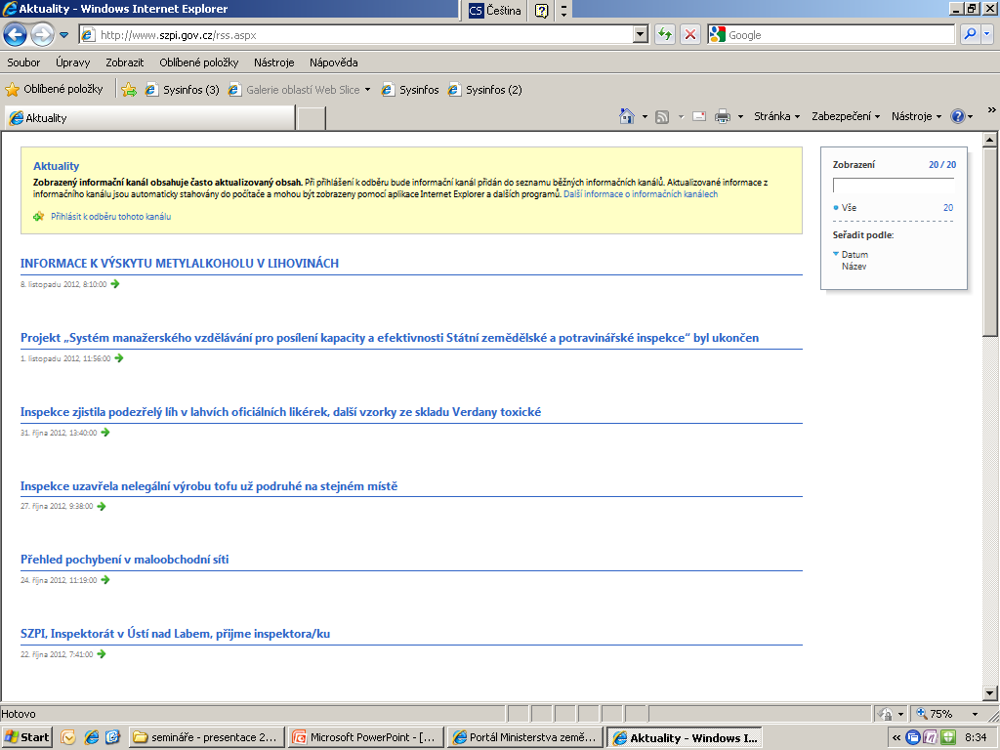 Aktuality - Windows Internet Explorer
CS Čeština
http://www.szpi.gov.cz/rss.aspx
Google
Soubor Úpravy Zobrazit Oblíbené položky Nástroje Nápověda
Oblíbené položky Sysinfos (3) Galerie oblastí Web Slice Sysinfos Sysinfos (2)
Aktuality
Stránka Zabezpečení Nástroje »
Aktuality
Zobrazený informační kanál obsahuje často aktualizovaný obsah. Při přihlášení k odběru bude informační kanál přidán do seznamu běžných informačních kanálů. Aktualizované informace z
informačního kanálu jsou automaticky stahovány do počítače a mohou být zobrazeny pomocí aplikace Internet Explorer a dalších programů. Další informace o informačních kanálech
Přihlásit k odběru tohoto kanálu
Zobrazení 20 / 20
Vše 20
Seřadit podle:
Datum
Název
INFORMACE K VÝSKYTU METYLALKOHOLU V LIHOVINÁCH
8. listopadu 2012, 8:10:00
Projekt „Systém manažerského vzdělávání pro posílení kapacity a efektivnosti Státní zemědělské a potravinářské inspekce“ byl ukončen
1. listopadu 2012, 11:56:00
Inspekce zjistila podezřelý líh v lahvích oficiálních likérek, další vzorky ze skladu Verdany toxické
31. října 2012, 13:40:00
Inspekce uzavřela nelegální výrobu tofu už podruhé na stejném místě
27. října 2012, 9:38:00
Přehled pochybení v maloobchodní síti
24. října 2012, 11:19:00
SZPI, Inspektorát v Ústí nad Labem, přijme inspektora/ku
22. října 2012, 7:41:00
Hotovo
75%
Start
semináře - presentace 2...
Microsoft PowerPoint - [...
Portál Ministerstva země...
Aktuality - Windows I...
« 8:34